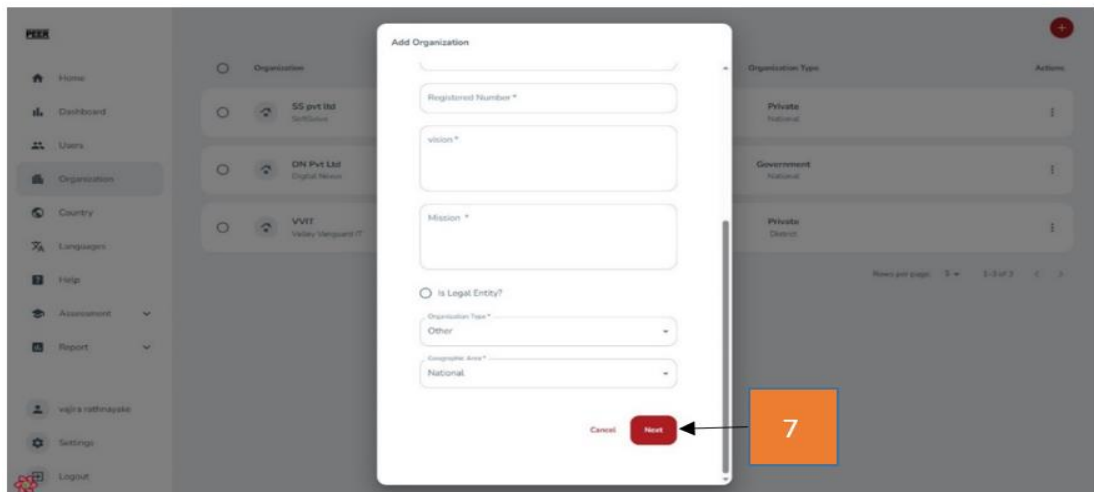 PEER
Add Organization
Organization
Organization Type
Actions
Home
Dashboard
Users
Organization
Country
Languages
Help
Assessment
Report
vajira rathnayake
Settings
Logout
SS pvt ltd
Private
National
DN Pvt Ltd
Digital Nexus
Government
National
VVIT
Valley Vanguard IT
Private
District
Registered Number *
vision *
Mission *
Is Legal Entity?
Organization Type *
Other
Geographic Area *
National
Cancel
Next
7
Rows per page: 5
1-3 of 3